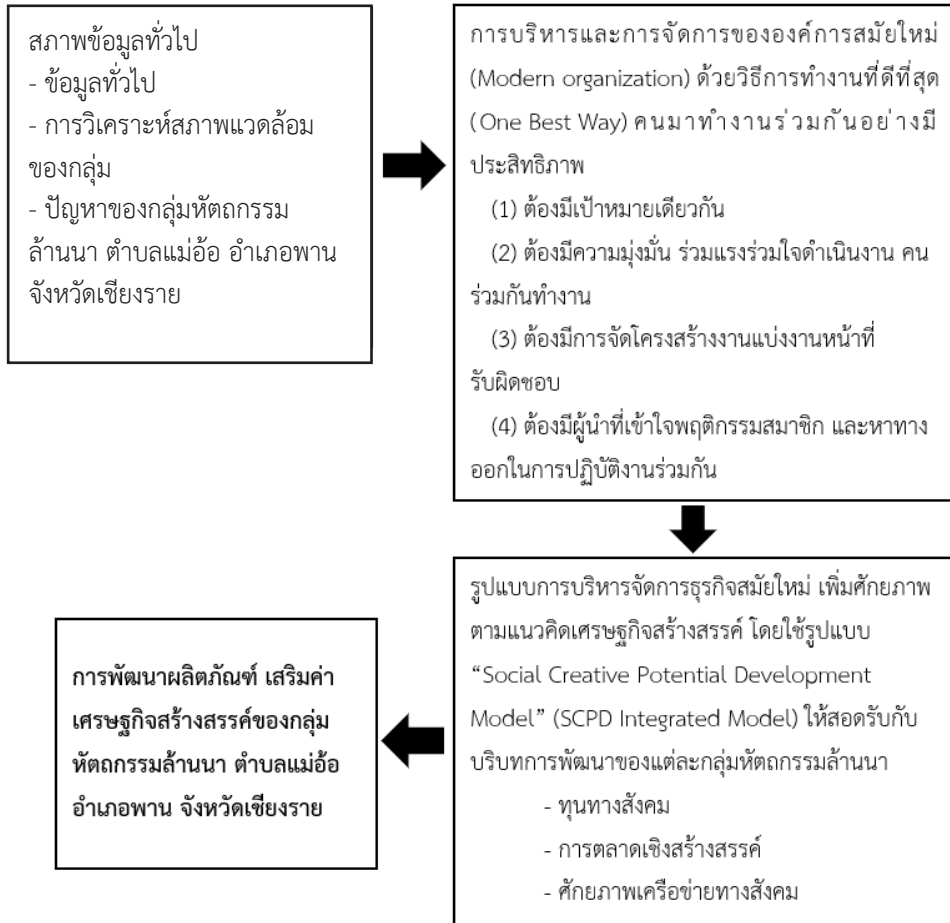 สภาพข้อมูลทั่วไป
- ข้อมูลทั่วไป
- การวิเคราะห์สภาพแวดล้อม
ของกลุ่ม
- ปัญหาของกลุ่มหัตถกรรม
ล้านนา ตำบลแม่อ้อ อำเภอพาน
จังหวัดเชียงราย
การบริหารและการจัดการขององค์การสมัยใหม่
(Modern organization) ด้วยวิธีการทำงานที่ดีที่สุด
(One Best Way) คนมาทำงานร่วมกันอย่างมี
ประสิทธิภาพ
(1) ต้องมีเป้าหมายเดียวกัน
(2) ต้องมีความมุ่งมั่น ร่วมแรงร่วมใจดำเนินงาน คน
ร่วมกันทำงาน
(3) ต้องมีการจัดโครงสร้างงานแบ่งงานหน้าที่
รับผิดชอบ
(4) ต้องมีผู้นำที่เข้าใจพฤติกรรมสมาชิก และหาทาง
ออกในการปฏิบัติงานร่วมกัน
รูปแบบการบริหารจัดการธุรกิจสมัยใหม่ เพิ่มศักยภาพ
ตามแนวคิดเศรษฐกิจสร้างสรรค์ โดยใช้รูปแบบ
“Social Creative Potential Development
Model” (SCPD Integrated Model) ให้สอดรับกับ
บริบทการพัฒนาของแต่ละกลุ่มหัตถกรรมล้านนา
- ทุนทางสังคม
- การตลาดเชิงสร้างสรรค์
- ศักยภาพเครือข่ายทางสังคม
การพัฒนาผลิตภัณฑ์ เสริมค่า
เศรษฐกิจสร้างสรรค์ของกลุ่ม
หัตถกรรมล้านนา ตำบลแม่อ้อ
อำเภอพาน จังหวัดเชียงราย